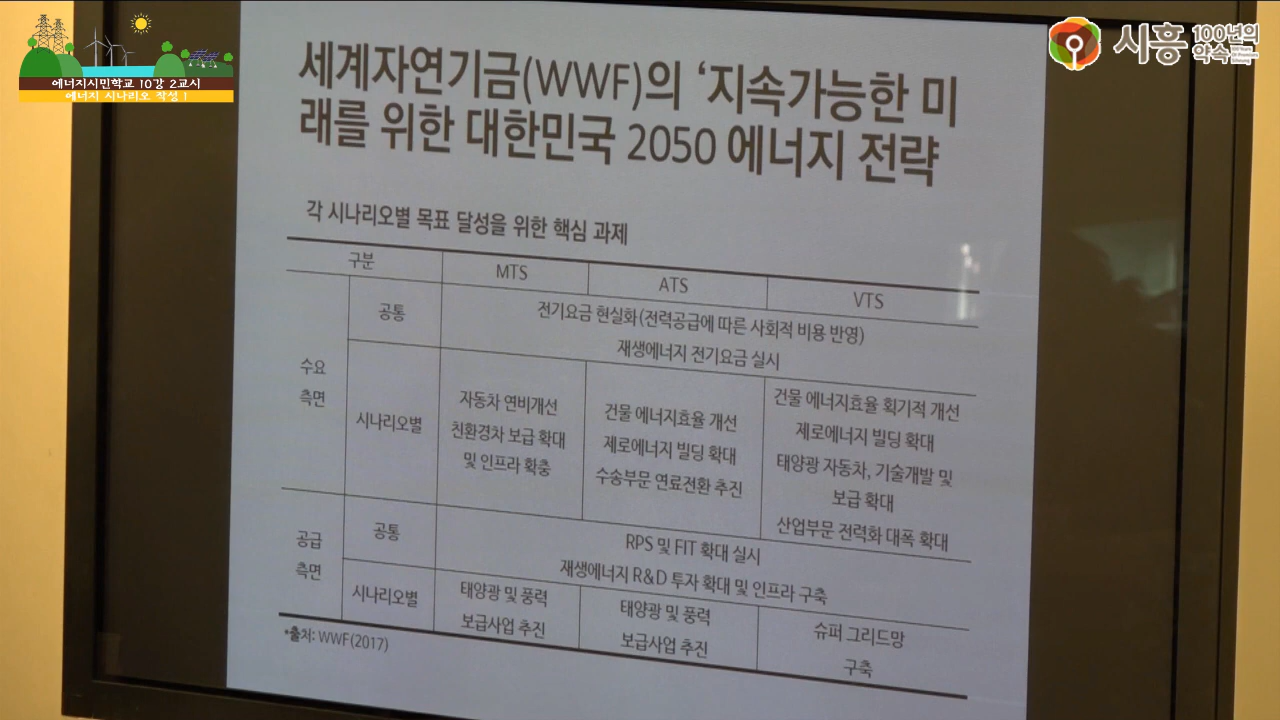 에너지시민학교 10강 2교시
에너지 시나리오 작성 1
시흥 100년의
약속
세계자연기금(WWF)의 ‘지속가능한 미
래를 위한 대한민국 2050 에너지 전략
각 시나리오별 목표 달성을 위한 핵심 과제
구분 MTS ATS VTS
수요
측면
공통
전기요금 현실화(전력공급에 따른 사회적 비용 반영)
재생에너지 전기요금 실시
시나리오별
자동차 연비개선
친환경차 보급 확대
및 인프라 확충
건물 에너지효율 개선
제로에너지 빌딩 확대
수송부문 연료전환 추진
건물 에너지효율 획기적 개선
제로에너지 빌딩 확대
태양광 자동차, 기술개발 및
보급 확대
산업부문 전력화 대폭 확대
공급
측면
공통
RPS 및 FIT 확대 실시
재생에너지 R&D 투자 확대 및 인프라 구축
시나리오별
태양광 및 풍력
보급사업 추진
태양광 및 풍력
보급사업 추진
슈퍼 그리드망
구축
*출처: WWF(2017)